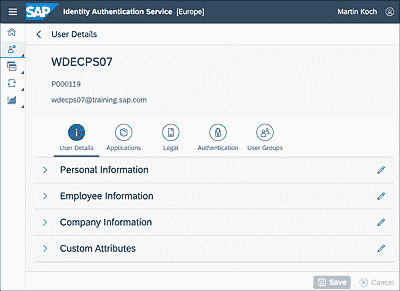 SAP Identity Authentication Service [Europe] Martin Koch
User Details
WDECPS07
P000119
wdecps07@training.sap.com
User Details Applications Legal Authentication User Groups
Personal Information
Employee Information
Company Information
Custom Attributes
Save Cancel